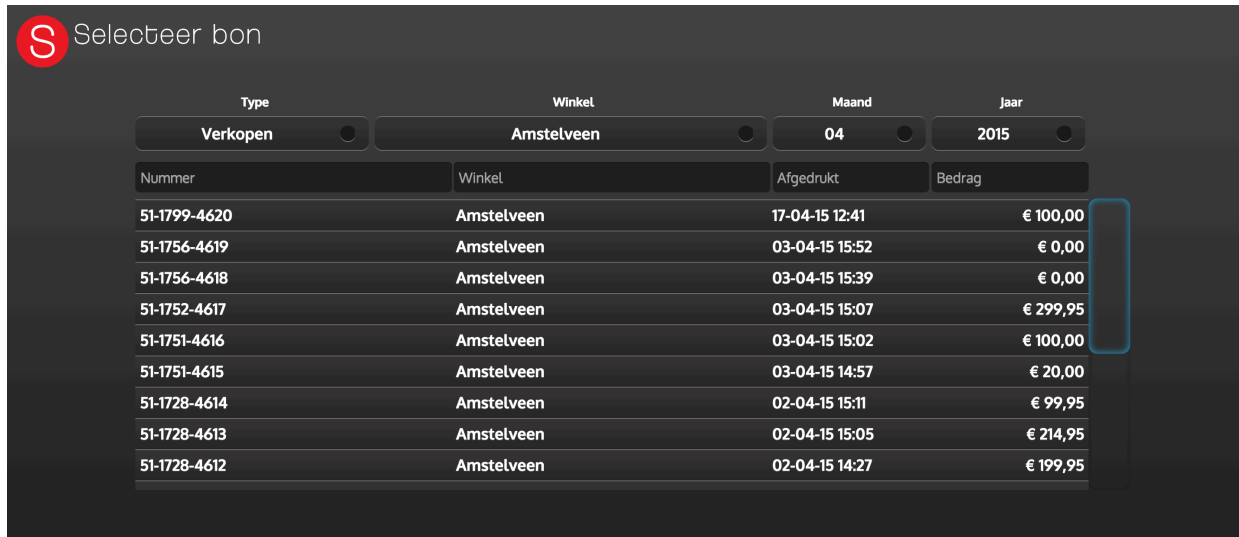 S Selecteer bon
Type Winkel Maand Jaar
Verkopen Amstelveen 04 2015
Nummer Winkel Afgedrukt Bedrag
51-1799-4620 Amstelveen 17-04-15 12:41 € 100,00
51-1756-4619 Amstelveen 03-04-15 15:52 € 0,00
51-1756-4618 Amstelveen 03-04-15 15:39 € 0,00
51-1752-4617 Amstelveen 03-04-15 15:07 € 299,95
51-1751-4616 Amstelveen 03-04-15 15:02 € 100,00
51-1751-4615 Amstelveen 03-04-15 14:57 € 20,00
51-1728-4614 Amstelveen 02-04-15 15:11 € 99,95
51-1728-4613 Amstelveen 02-04-15 15:05 € 214,95
51-1728-4612 Amstelveen 02-04-15 14:27 € 199,95